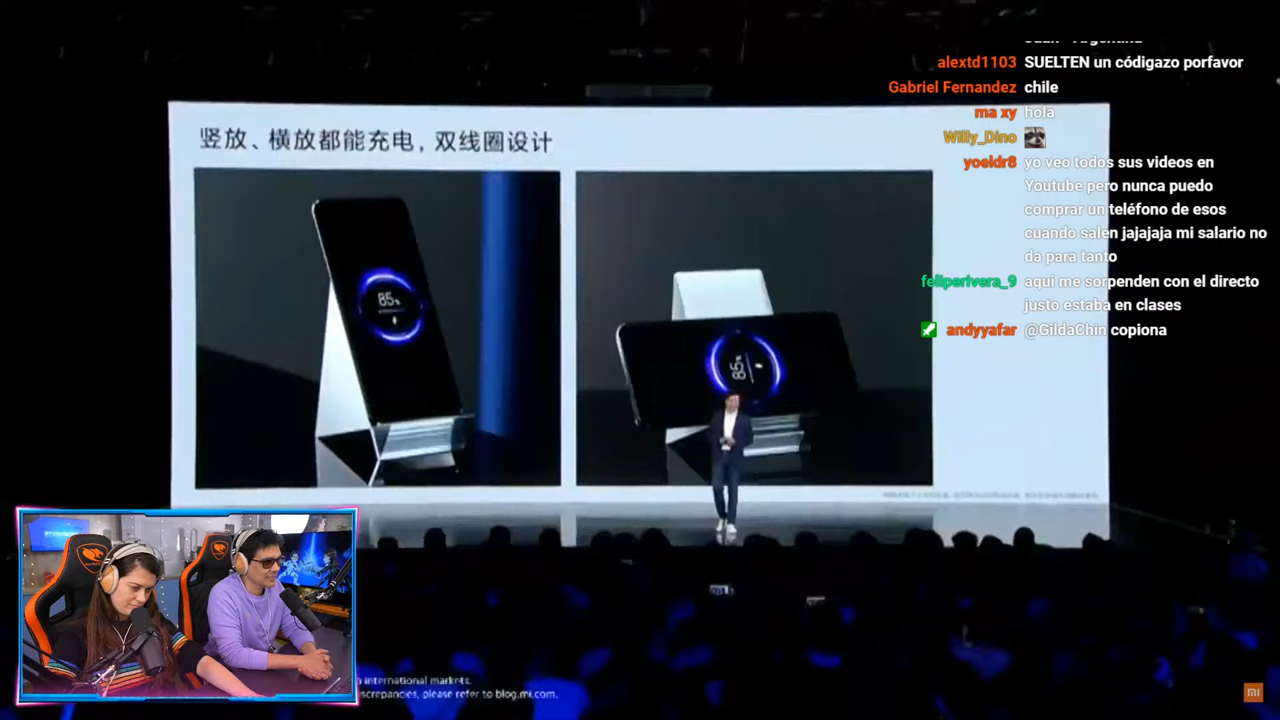 竖放、横放都能充电，双线圈设计
85%
85%
alextd1103 SUELTEN un códigazo porfavor
Gabriel Fernandez chile
ma xy hola
Willy_Dino
yoeldr8 yo veo todos sus videos en
Youtube pero nunca puedo
comprar un teléfono de esos
cuando salen jajajaja mi salario no
da para tanto
feliperivera_9 aqui me sorpenden con el directo
justo estaba en clases
andyyafar @GildaChin copiona
international markets.
discrepancies, please refer to blog.mi.com.
mi